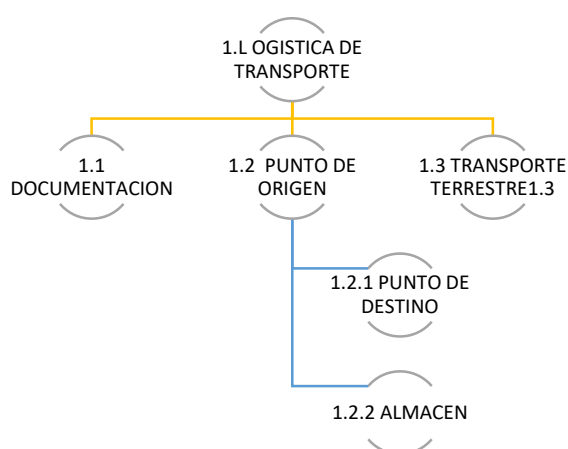 1.L OGISTICA DE
TRANSPORTE
1.1
DOCUMENTACION
1.2 PUNTO DE
ORIGEN
1.3 TRANSPORTE
TERRESTRE1.3
1.2.1 PUNTO DE
DESTINO
1.2.2 ALMACEN